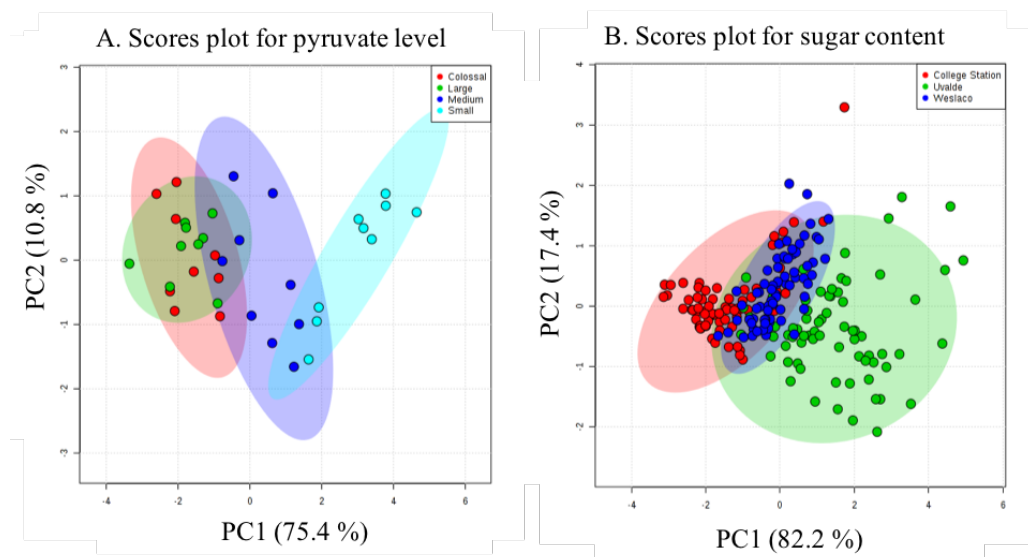 A. Scores plot for pyruvate level
Colossal
Large
Medium
Small
PC2 (10.8 %)
3
2
1
0
-1
-2
-3
-4 -2 0 2 4 6
PC1 (75.4 %)
B. Scores plot for sugar content
College Station
Uvalde
Weslaco
PC2 (17.4 %)
4
3
2
1
0
-1
-2
-4 -2 0 2 4 6
PC1 (82.2 %)